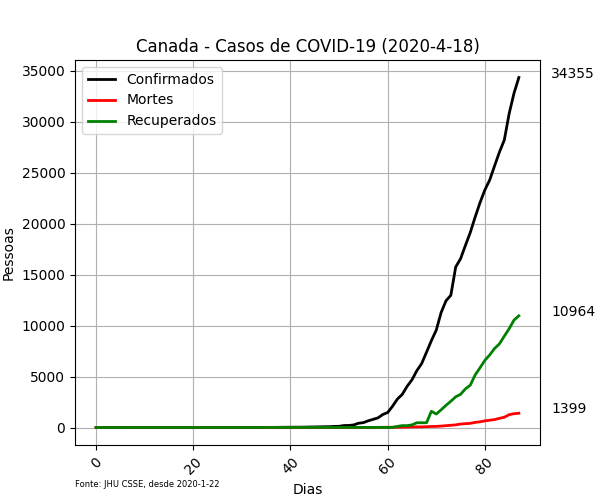 Canada - Casos de COVID-19 (2020-4-18)
Confirmados
Mortes
Recuperados
35000
30000
25000
20000
15000
10000
5000
0
Pessoas
34355
10964
1399
0
20
40
60
80
Dias
Fonte: JHU CSSE, desde 2020-1-22